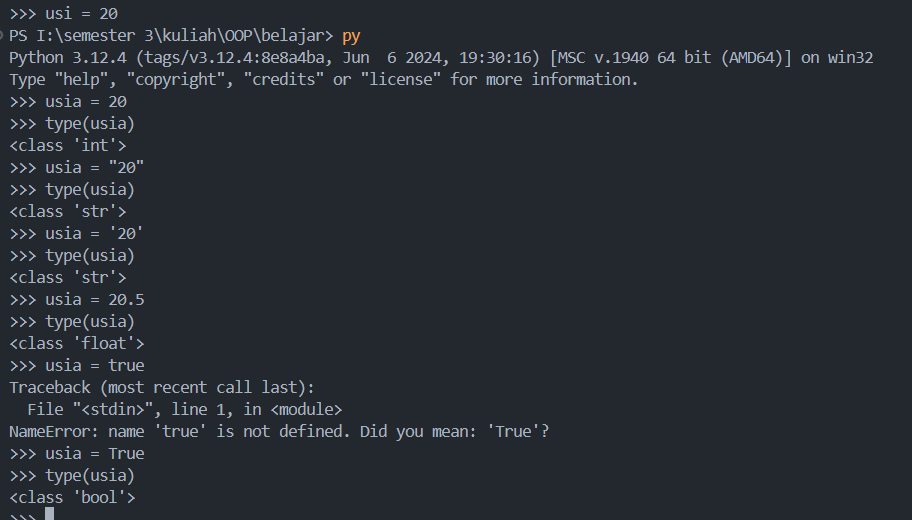 >>> usi = 20
PS I:\semester 3\kuliah\OOP\belajar> py
Python 3.12.4 (tags/v3.12.4:8e8a4ba, Jun  6 2024, 19:30:16) [MSC v.1940 64 bit (AMD64)] on win32
Type "help", "copyright", "credits" or "license" for more information.
>>> usia = 20
>>> type(usia)
<class 'int'>
>>> usia = "20"
>>> type(usia)
<class 'str'>
>>> usia = '20'
>>> type(usia)
<class 'str'>
>>> usia = 20.5
>>> type(usia)
<class 'float'>
>>> usia = true
Traceback (most recent call last):
  File "<stdin>", line 1, in <module>
NameError: name 'true' is not defined. Did you mean: 'True'?
>>> usia = True
>>> type(usia)
<class 'bool'>
>>>